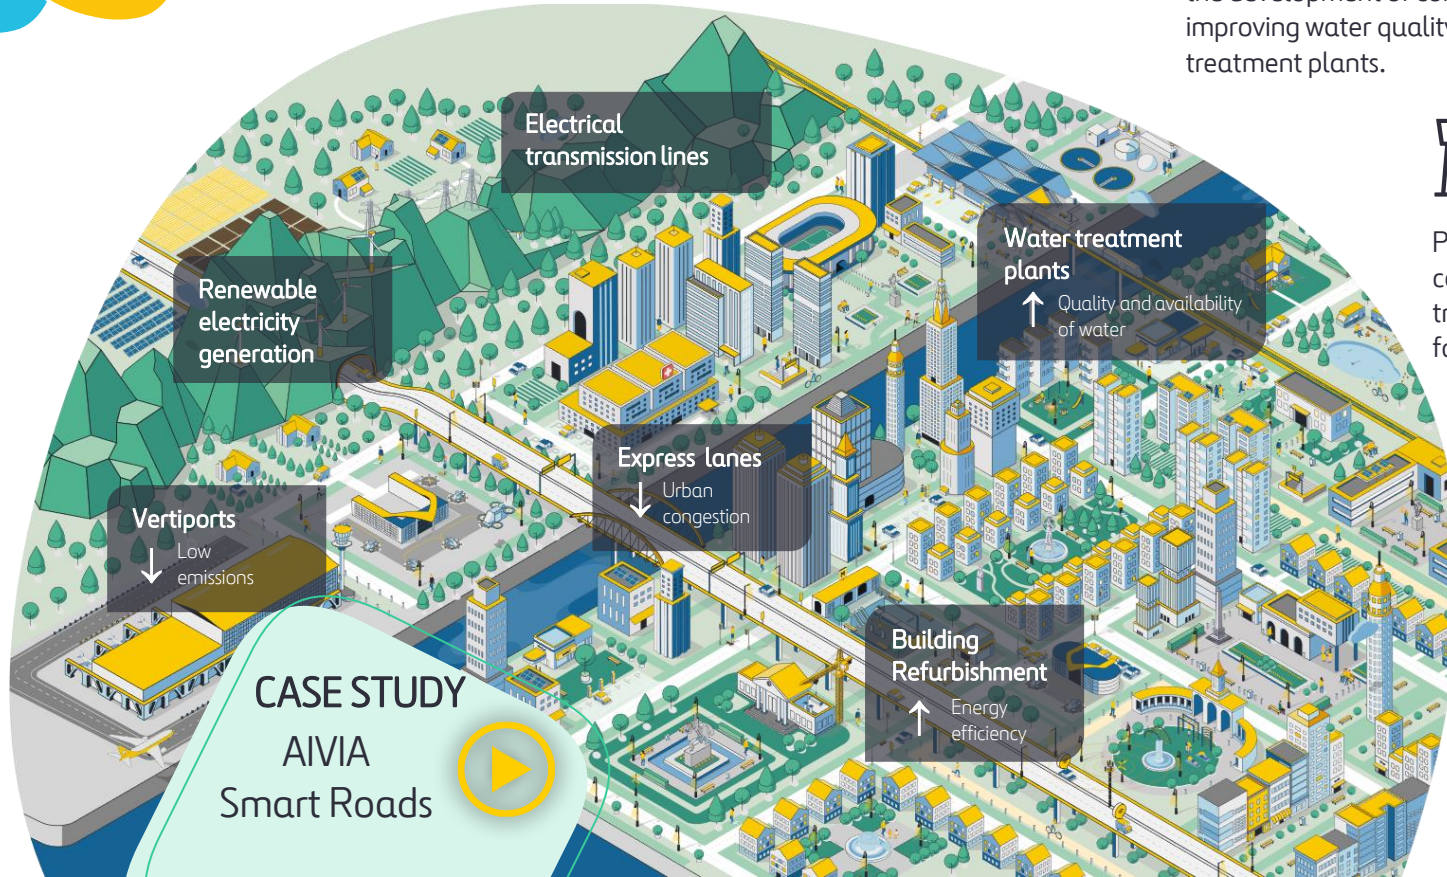 improving water quality
treatment plants.
Electrical
transmission lines
Water treatment
plants
↑ Quality and availability
of water
Renewable
electricity
generation
Express lanes
↓ Urban
congestion
Vertiports
↓ Low
emissions
Building
Refurbishment
↑ Energy
efficiency
CASE STUDY
AIVIA
Smart Roads